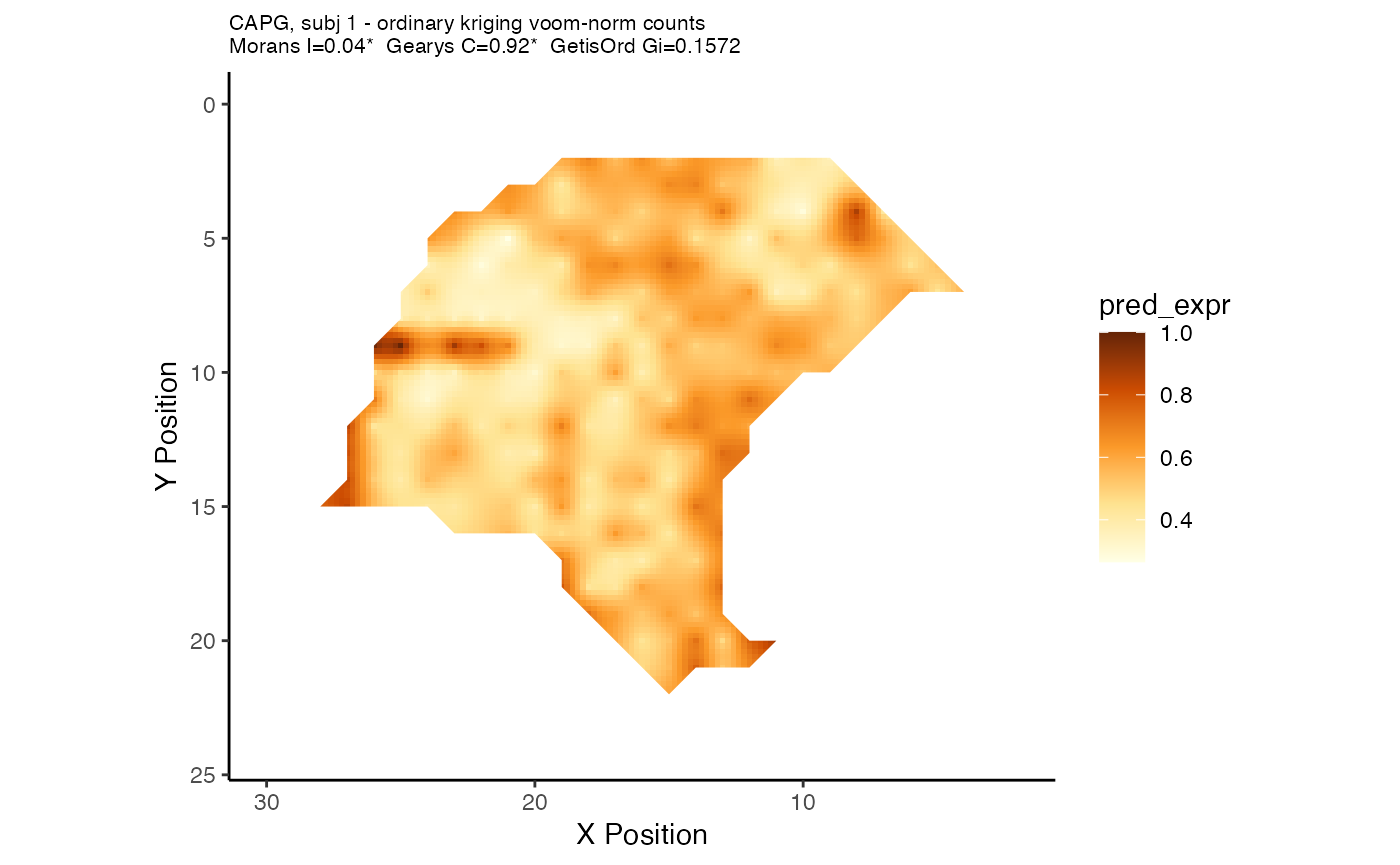 CAPG, subj 1 - ordinary kriging voom-norm counts
Morans I=0.04*  Gearys C=0.92*  GetisOrd Gi=0.1572
0
5
10
15
20
25
Y Position
30
20
10
X Position
pred_expr
1.0
0.8
0.6
0.4